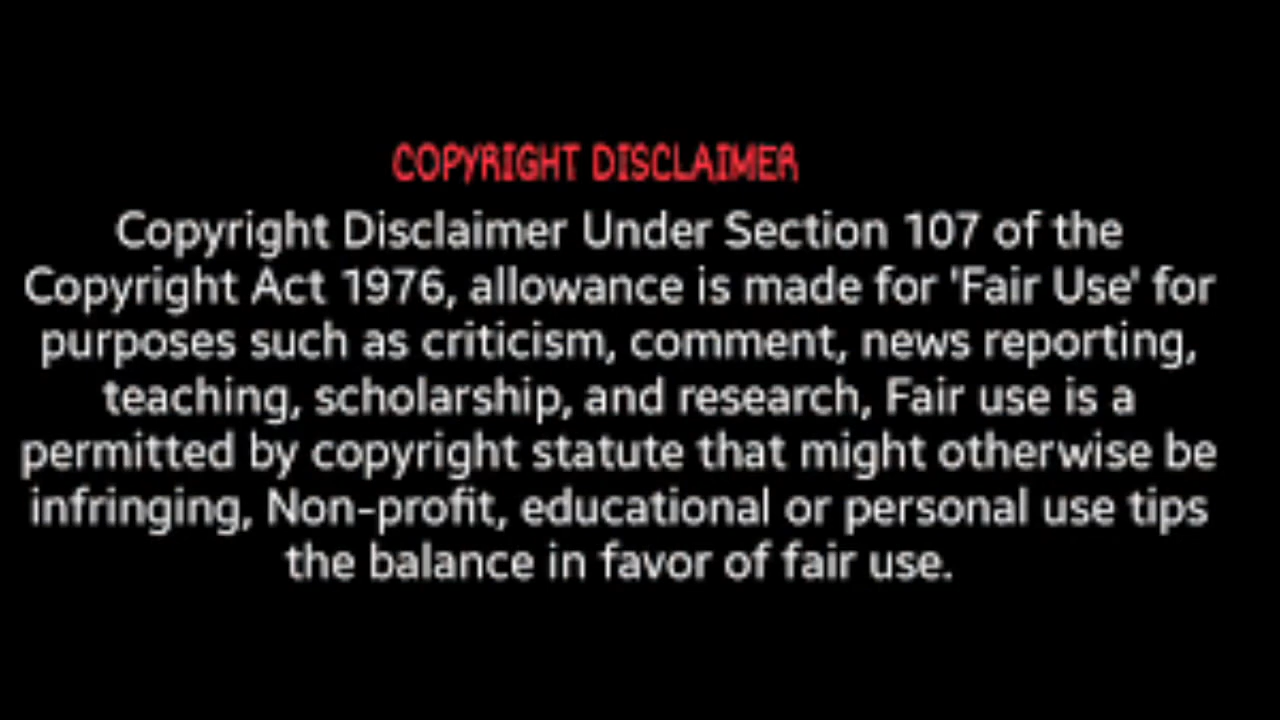 COPYRIGHT DISCLAIMER
Copyright Disclaimer Under Section 107 of the
Copyright Act 1976, allowance is made for 'Fair Use' for
purposes such as criticism, comment, news reporting,
teaching, scholarship, and research, Fair use is a
permitted by copyright statute that might otherwise be
infringing, Non-profit, educational or personal use tips
the balance in favor of fair use.